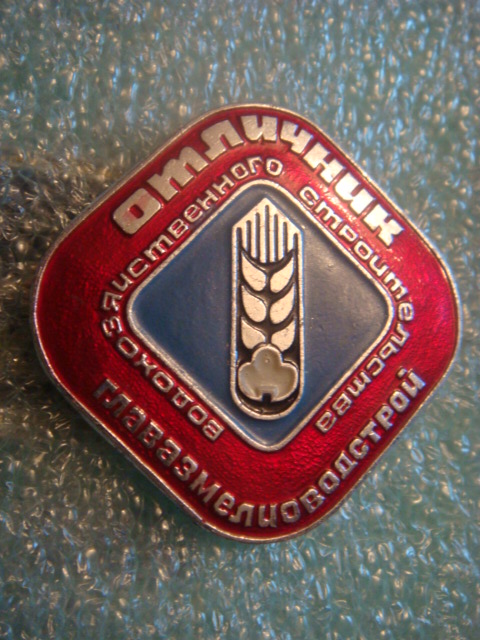 ОТЛИЧНИК
ВОДОХОЗЯЙСТВЕННОГО СТРОИТЕЛЬСТВА
ГЛАВАЗМЕЛИОВОДСТРОЙ